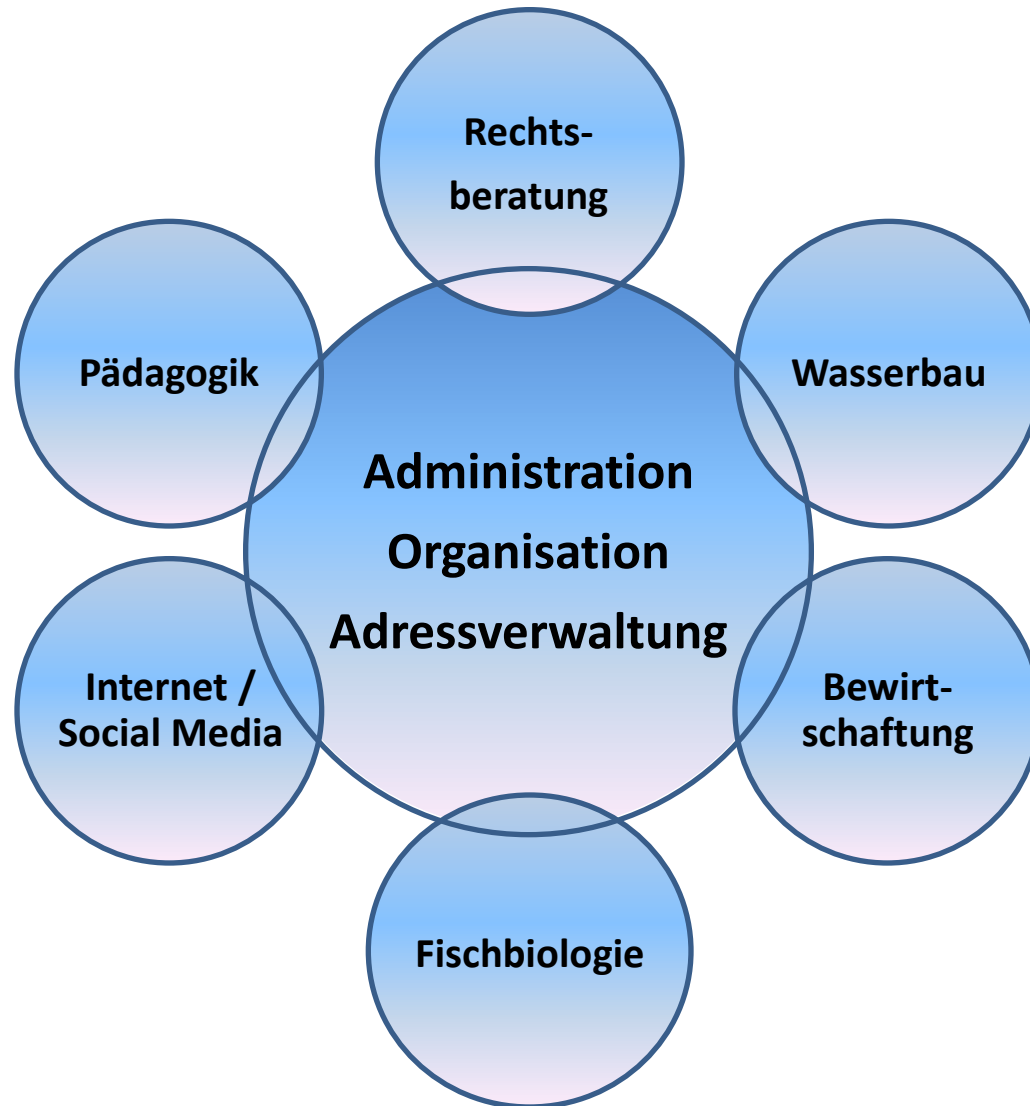 Rechts-
beratung
Pädagogik
Wasserbau
Administration
Organisation
Adressverwaltung
Internet /
Social Media
Bewirt-
schaftung
Fischbiologie